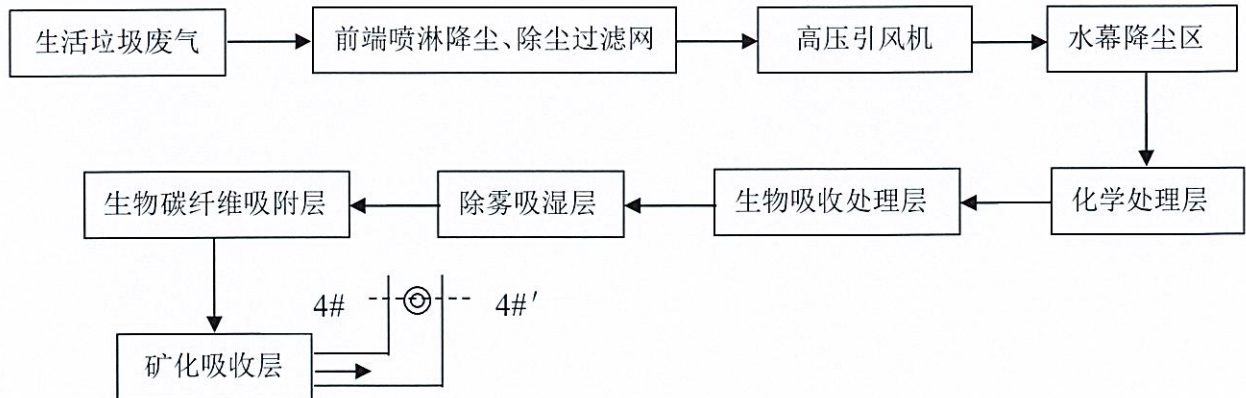 生活垃圾废气
前端喷淋降尘、除尘过滤网
高压引风机
水幕降尘区
化学处理层
生物吸收处理层
除雾吸湿层
生物碳纤维吸附层
矿化吸收层
4#
4#′